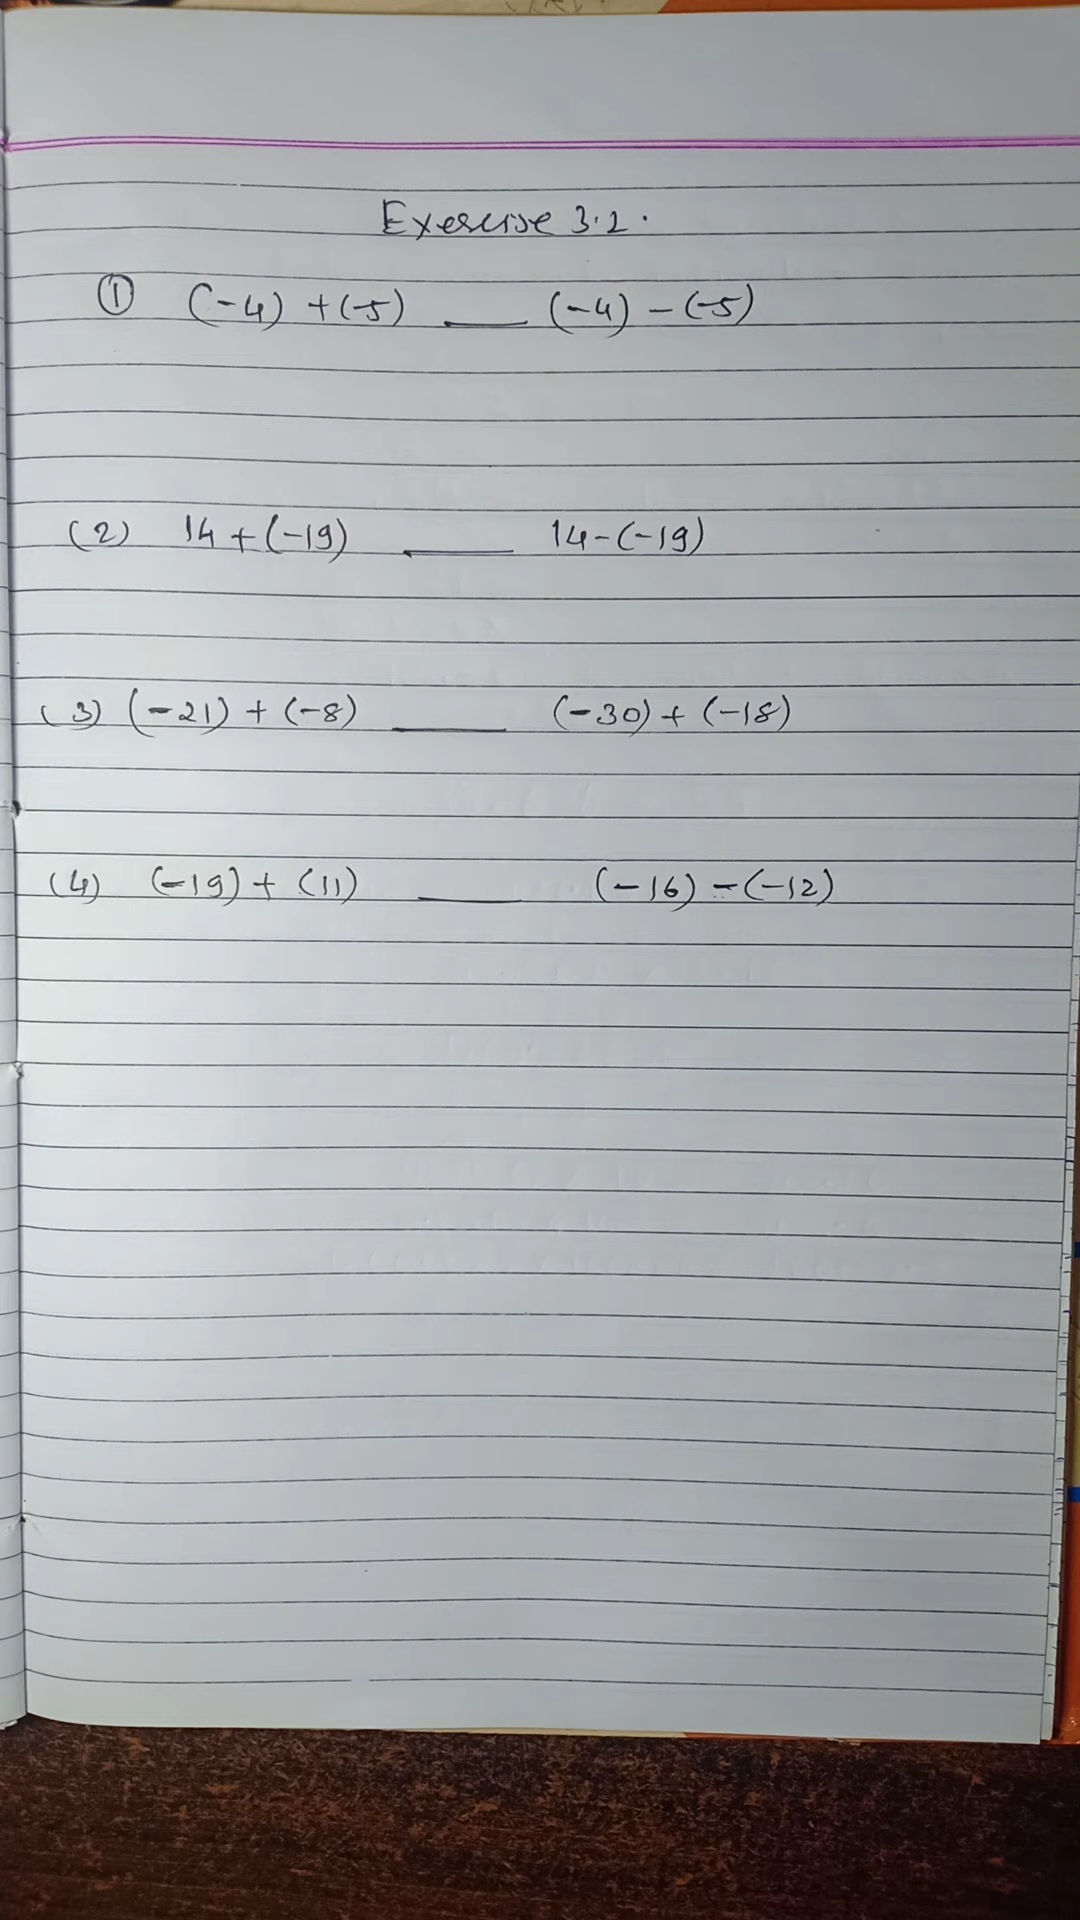 Exercise 3.2.
① (-4) + (-5) ____ (-4) - (-5)
(2) 14 + (-19) ____ 14 - (-19)
(3) (-21) + (-8) ____ (-30) + (-18)
(4) (-19) + (11) ____ (-16) - (-12)